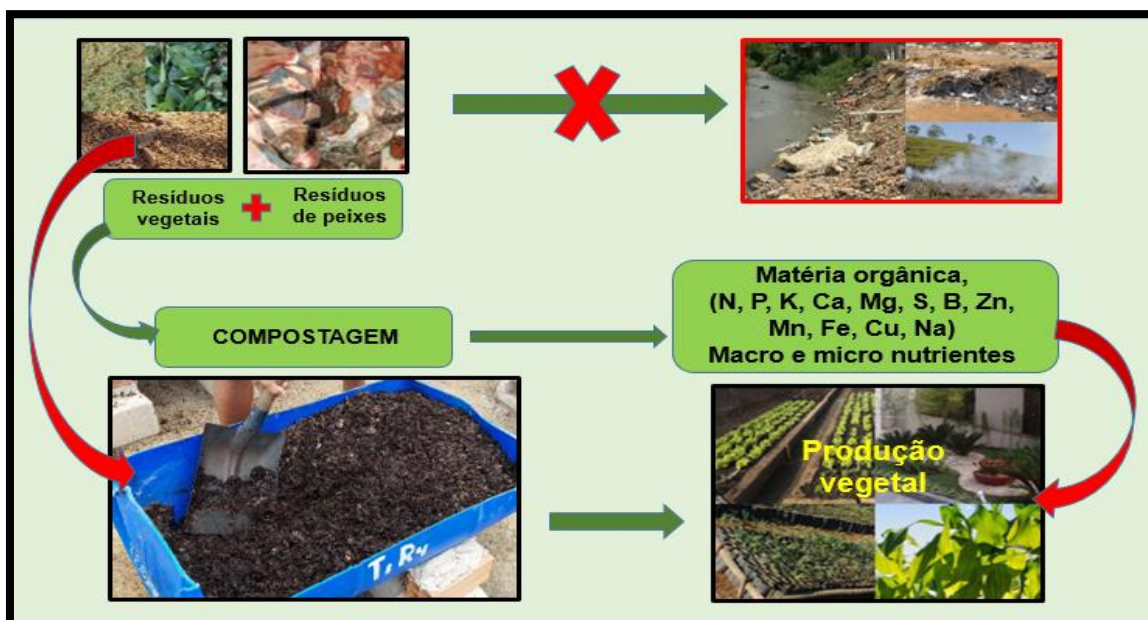 Resíduos vegetais
Resíduos de peixes
COMPOSTAGEM
Matéria orgânica,
(N, P, K, Ca, Mg, S, B, Zn,
Mn, Fe, Cu, Na)
Macro e micro nutrientes
Produção
vegetal
T1R4